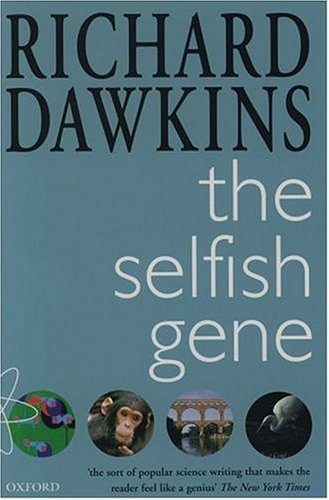 RICHARD
DAWKINS
the
selfish
gene
'the sort of popular science writing that makes the
reader feel like a genius' The New York Times
OXFORD